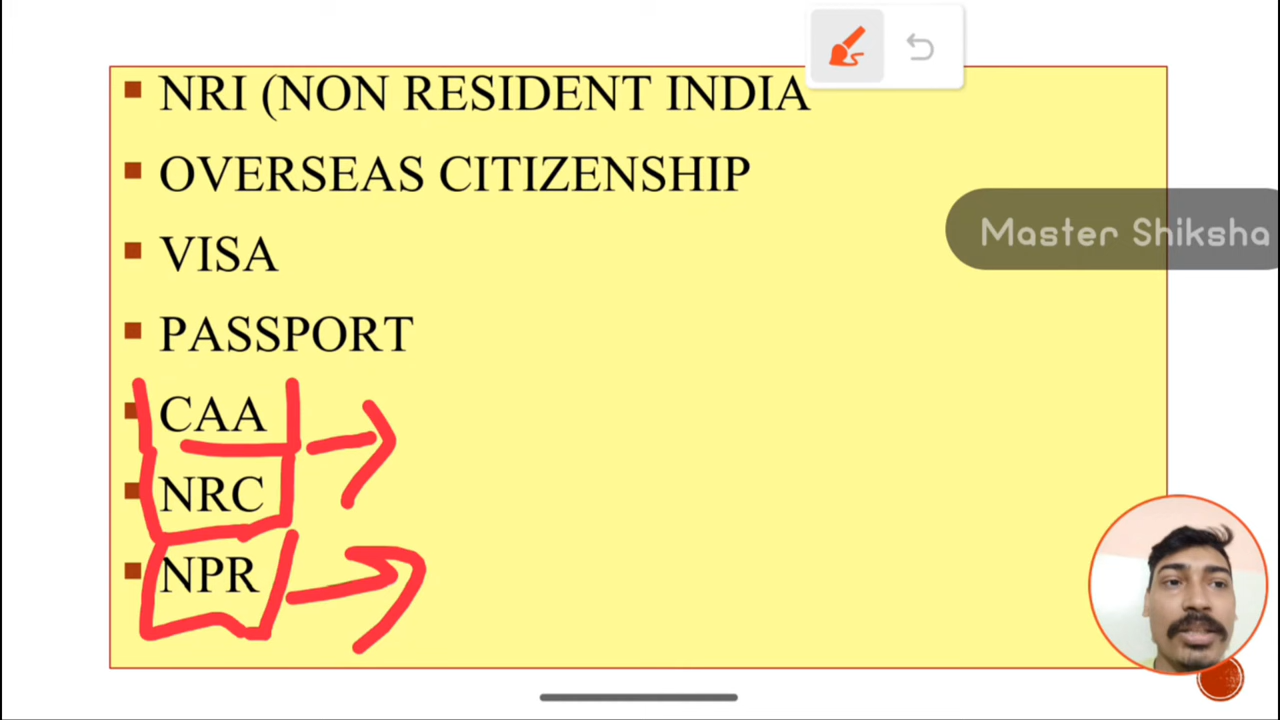 NRI (NON RESIDENT INDIA
OVERSEAS CITIZENSHIP
Master Shiksha
VISA
PASSPORT
CAA
NRC
NPR